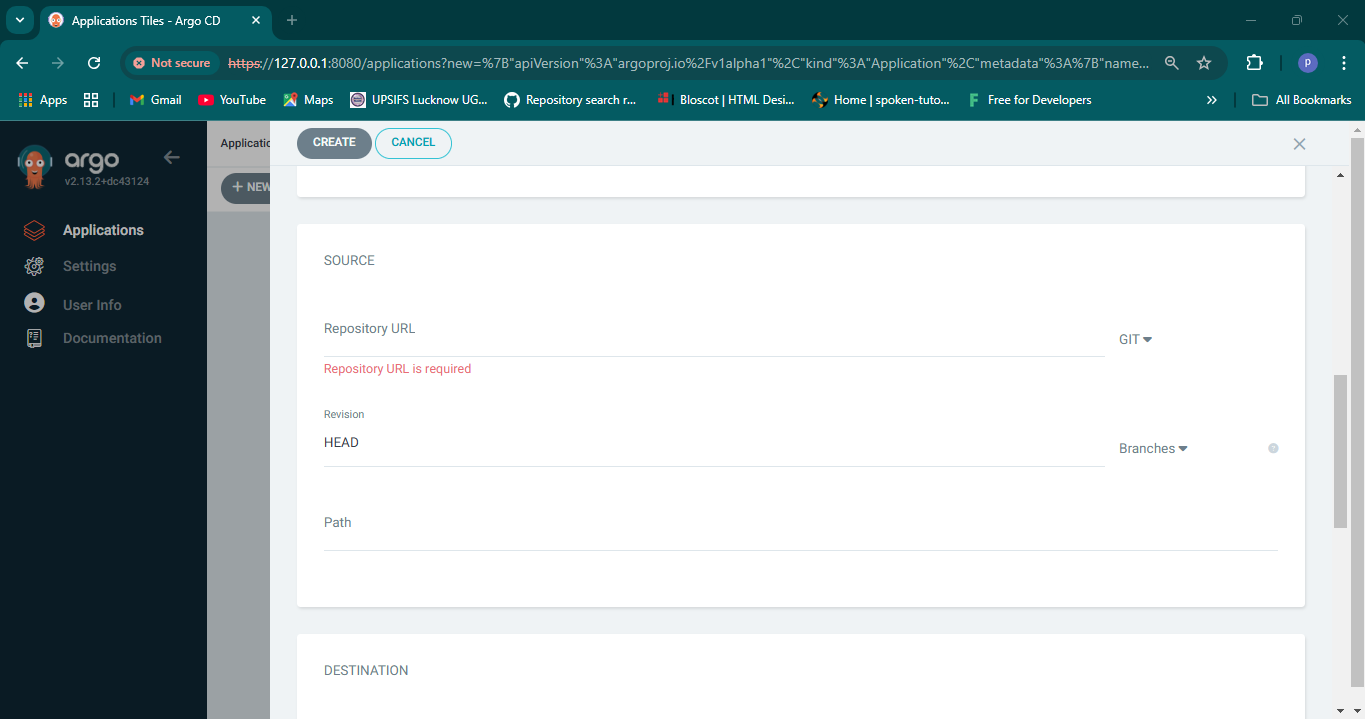 Applications Tiles - Argo CD
Not secure https://127.0.0.1:8080/applications?new=%7B"apiVersion"%3A"argoproj.io%2Fv1alpha1"%2C"kind"%3A"Application"%2C"metadata"%3A%7B"name... p
Apps Gmail YouTube Maps UPSIFS Lucknow UG... Repository search r... Bloscot | HTML Desi... Home | spoken-tuto... Free for Developers » All Bookmarks
argo
v2.13.2+dc43124
Applications
Settings
User Info
Documentation
Applicatio
+ NEW
CREATE CANCEL
SOURCE
Repository URL
GIT
Repository URL is required
Revision
HEAD
Branches ?
Path
DESTINATION